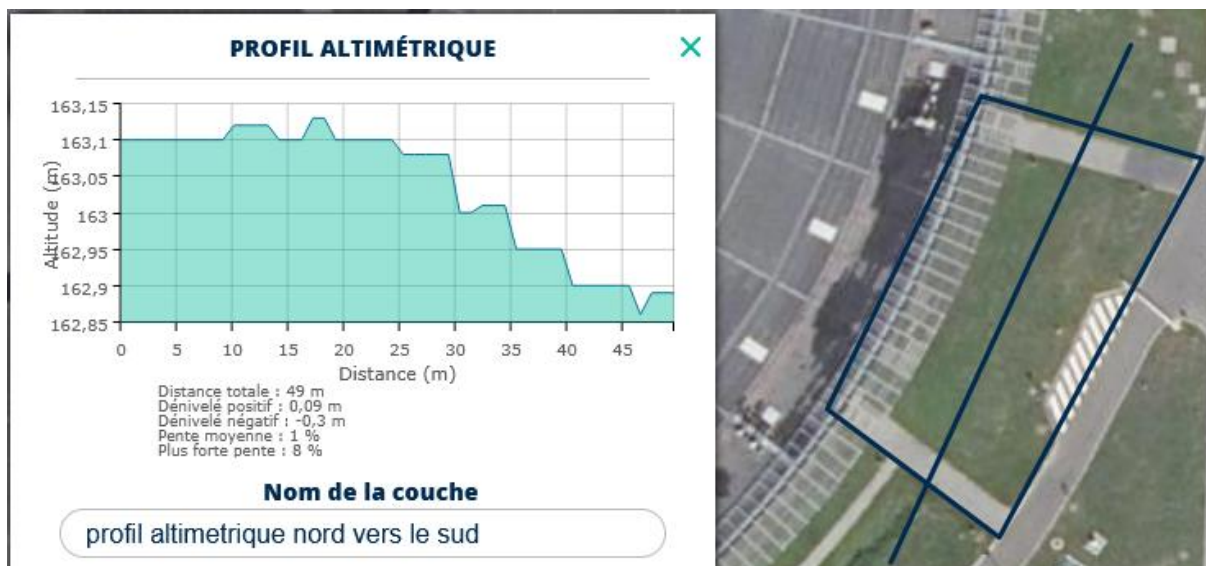 PROFIL ALTIMÉTRIQUE
163,15
163,1
163,05
163
162,95
162,9
162,85
Altitude (m)
0 5 10 15 20 25 30 35 40 45
Distance (m)
Distance totale : 49 m
Dénivelé positif : 0,09 m
Dénivelé négatif : -0,3 m
Pente moyenne : 1 %
Plus forte pente : 8 %
Nom de la couche
profil altimetrique nord vers le sud